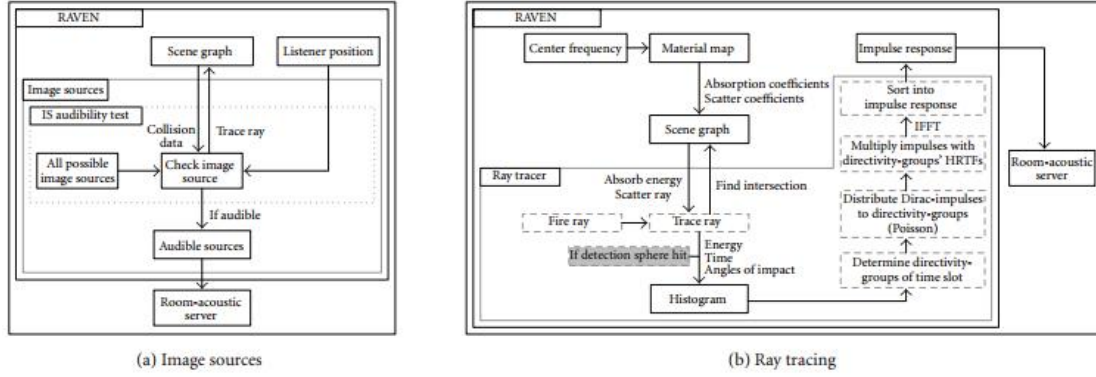 RAVEN
Scene graph
Listener position
Image sources
IS audibility test
Collision
data
Trace ray
All possible
image sources
Check image
source
If audible
Audible sources
Room-acoustic
server
(a) Image sources
RAVEN
Center frequency
Material map
Impulse response
Absorption coefficients
Scatter coefficients
Sort into
impulse response
IFFT
Scene graph
Multiply impulses with
directivity-groups' HRTFs
Room-acoustic
server
Ray tracer
Absorb energy
Scatter ray
Find intersection
Distribute Dirac-impulses
to directivity-groups
(Poisson)
Fire ray
Trace ray
If detection sphere hit
Energy
Time
Angles of impact
Determine directivity-
groups of time slot
Histogram
(b) Ray tracing